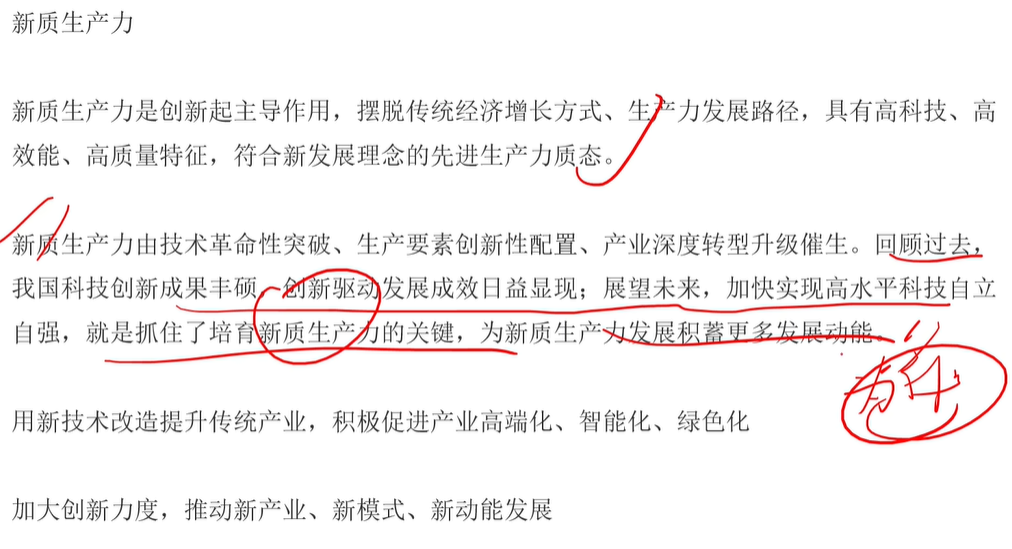 新质生产力
新质生产力是创新起主导作用，摆脱传统经济增长方式、生产力发展路径，具有高科技、高
效能、高质量特征，符合新发展理念的先进生产力质态。
新质生产力由技术革命性突破、生产要素创新性配置、产业深度转型升级催生。回顾过去，
我国科技创新成果丰硕，创新驱动发展成效日益显现；展望未来，加快实现高水平科技自立
自强，就是抓住了培育新质生产力的关键，为新质生产力发展积蓄更多发展动能。
用新技术改造提升传统产业，积极促进产业高端化、智能化、绿色化
加大创新力度，推动新产业、新模式、新动能发展